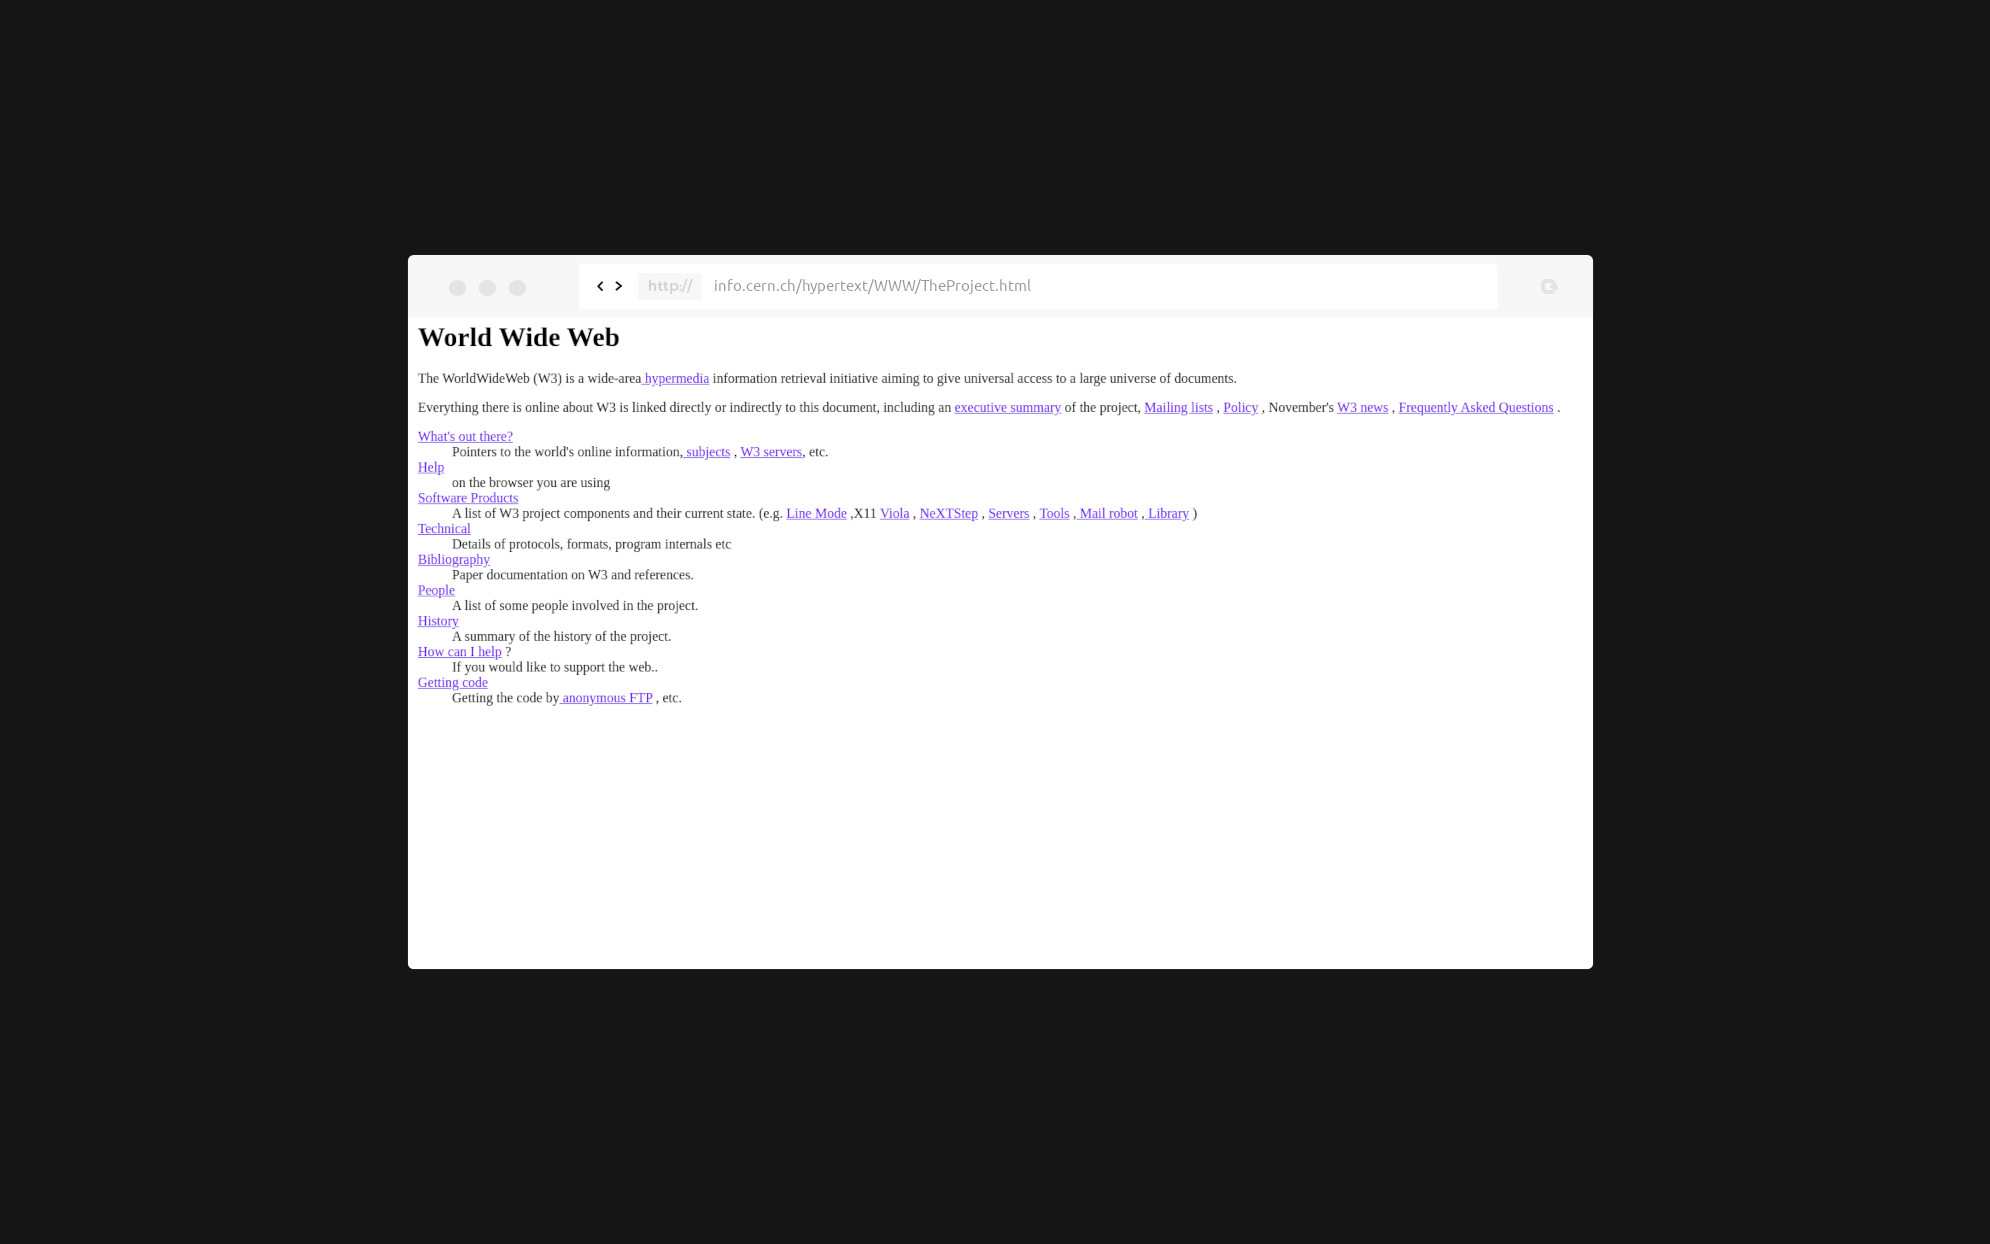 http:// info.cern.ch/hypertext/WWW/TheProject.html
World Wide Web
The WorldWideWeb (W3) is a wide-area hypermedia information retrieval initiative aiming to give universal access to a large universe of documents.
Everything there is online about W3 is linked directly or indirectly to this document, including an executive summary of the project, Mailing lists , Policy , November's W3 news , Frequently Asked Questions .
What's out there?
Pointers to the world's online information, subjects , W3 servers, etc.
Help
on the browser you are using
Software Products
A list of W3 project components and their current state. (e.g. Line Mode ,X11 Viola , NeXTStep , Servers , Tools , Mail robot , Library )
Technical
Details of protocols, formats, program internals etc
Bibliography
Paper documentation on W3 and references.
People
A list of some people involved in the project.
History
A summary of the history of the project.
How can I help ?
If you would like to support the web..
Getting code
Getting the code by anonymous FTP , etc.